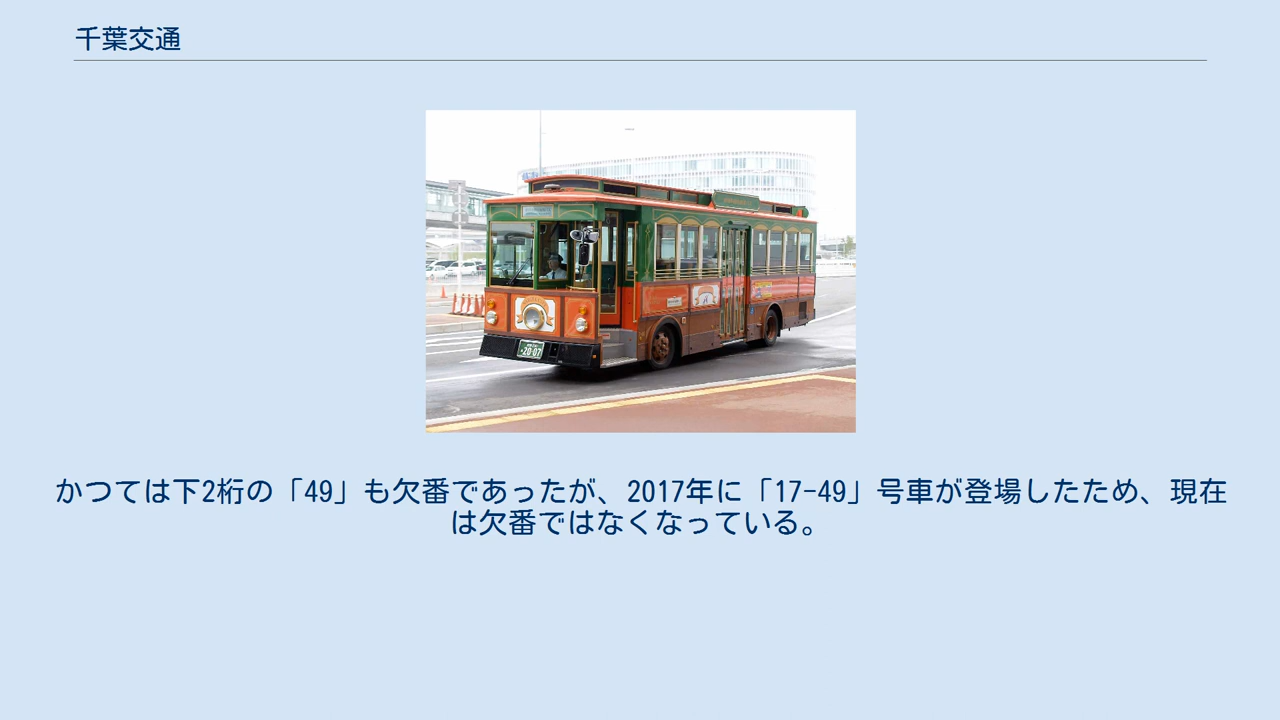 千葉交通
20-07
かつては下2桁の「49」も欠番であったが、2017年に「17-49」号車が登場したため、現在
は欠番ではなくなっている。